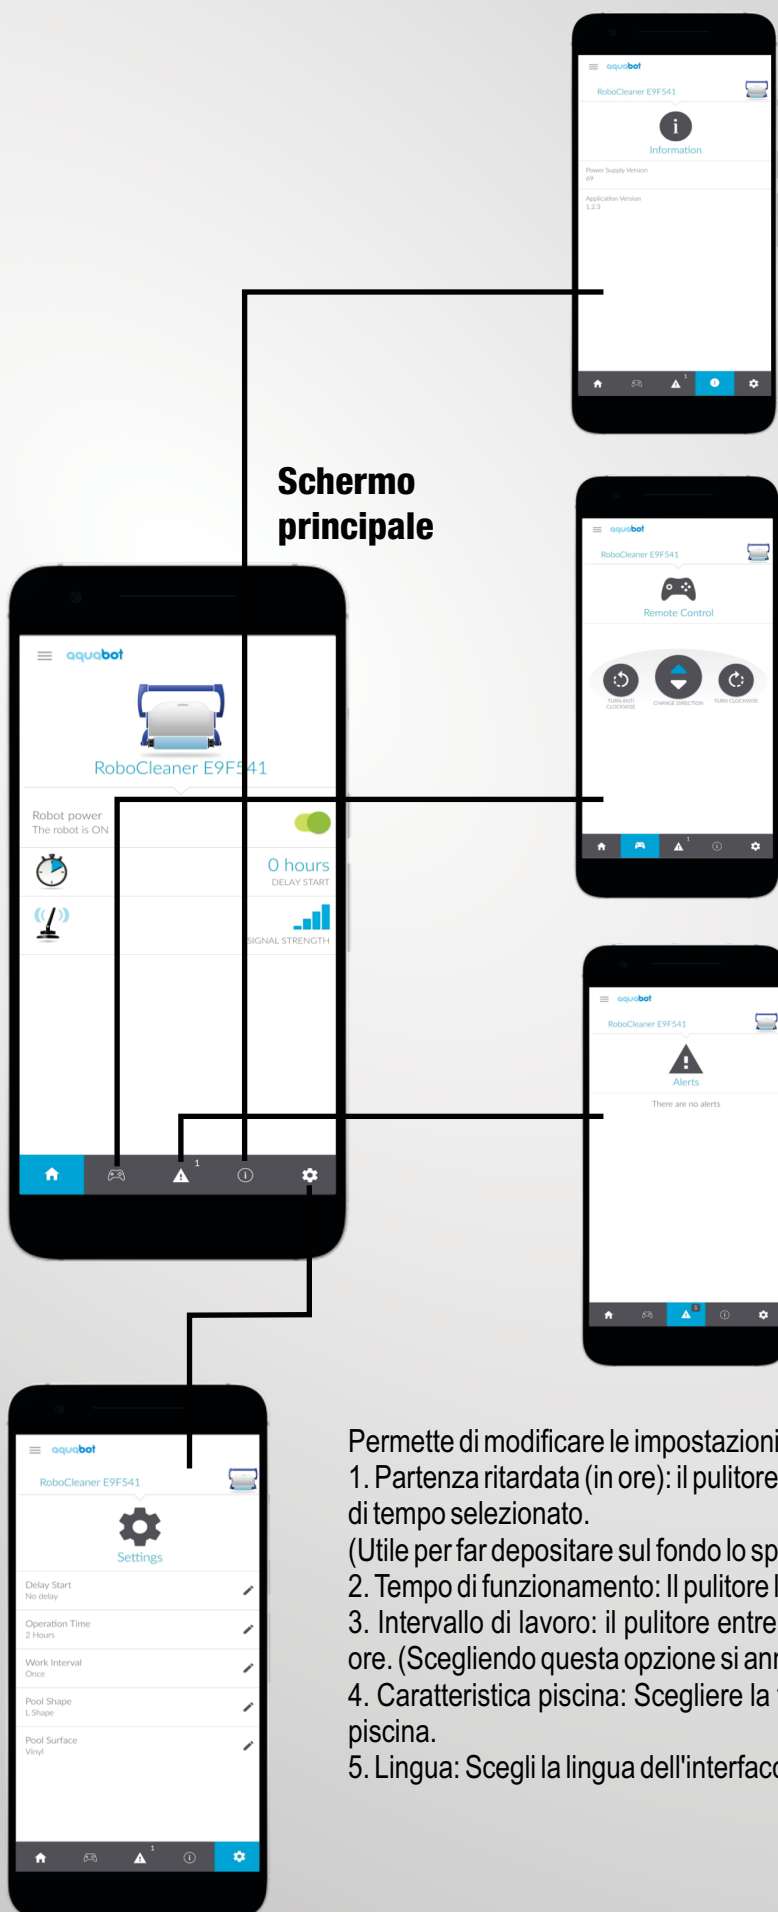 aquabot
RoboCleaner E9F541
i
Information
Power Supply Version
69
Application Version
1.2.3
1
Schermo
principale
aquabot
RoboCleaner E9F541
Remote Control
TURN ANTI
CLOCKWISE
CHANGE DIRECTION
TURN CLOCKWISE
1
aquabot
RoboCleaner E9F541
Robot power
The robot is ON
0 hours
DELAY START
SIGNAL STRENGTH
1
aquabot
RoboCleaner E9F541
Alerts
There are no alerts
1
aquabot
RoboCleaner E9F541
Settings
Delay Start
No delay
Operation Time
2 Hours
Work Interval
Once
Pool Shape
L Shape
Pool Surface
Vinyl
1
Permette di modificare le impostazioni
1. Partenza ritardata (in ore): il pulitore
di tempo selezionato.
(Utile per far depositare sul fondo lo sp
2. Tempo di funzionamento: Il pulitore l
3. Intervallo di lavoro: il pulitore entre
ore. (Scegliendo questa opzione si ann
4. Caratteristica piscina: Scegliere la
piscina.
5. Lingua: Scegli la lingua dell'interfacc